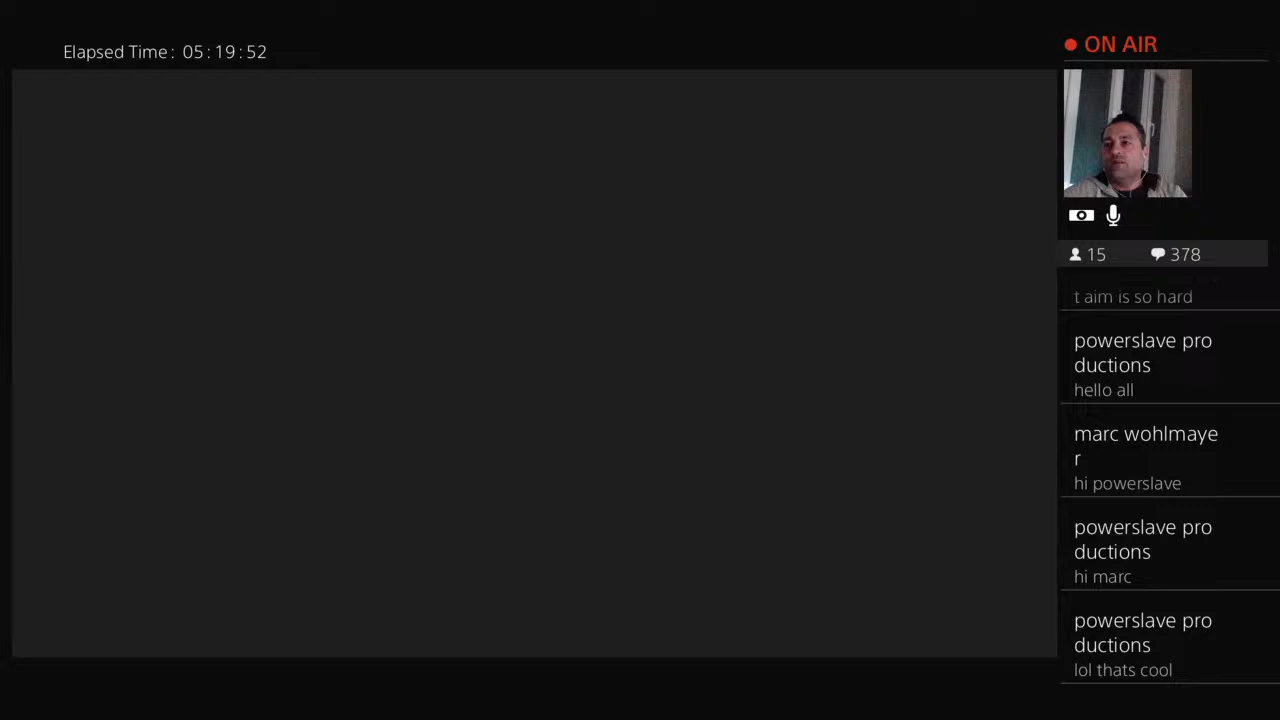 Elapsed Time: 05:19:52
ON AIR
15 378
t aim is so hard
powerslave pro
ductions
hello all
marc wohlmaye
r
hi powerslave
powerslave pro
ductions
hi marc
powerslave pro
ductions
lol thats cool